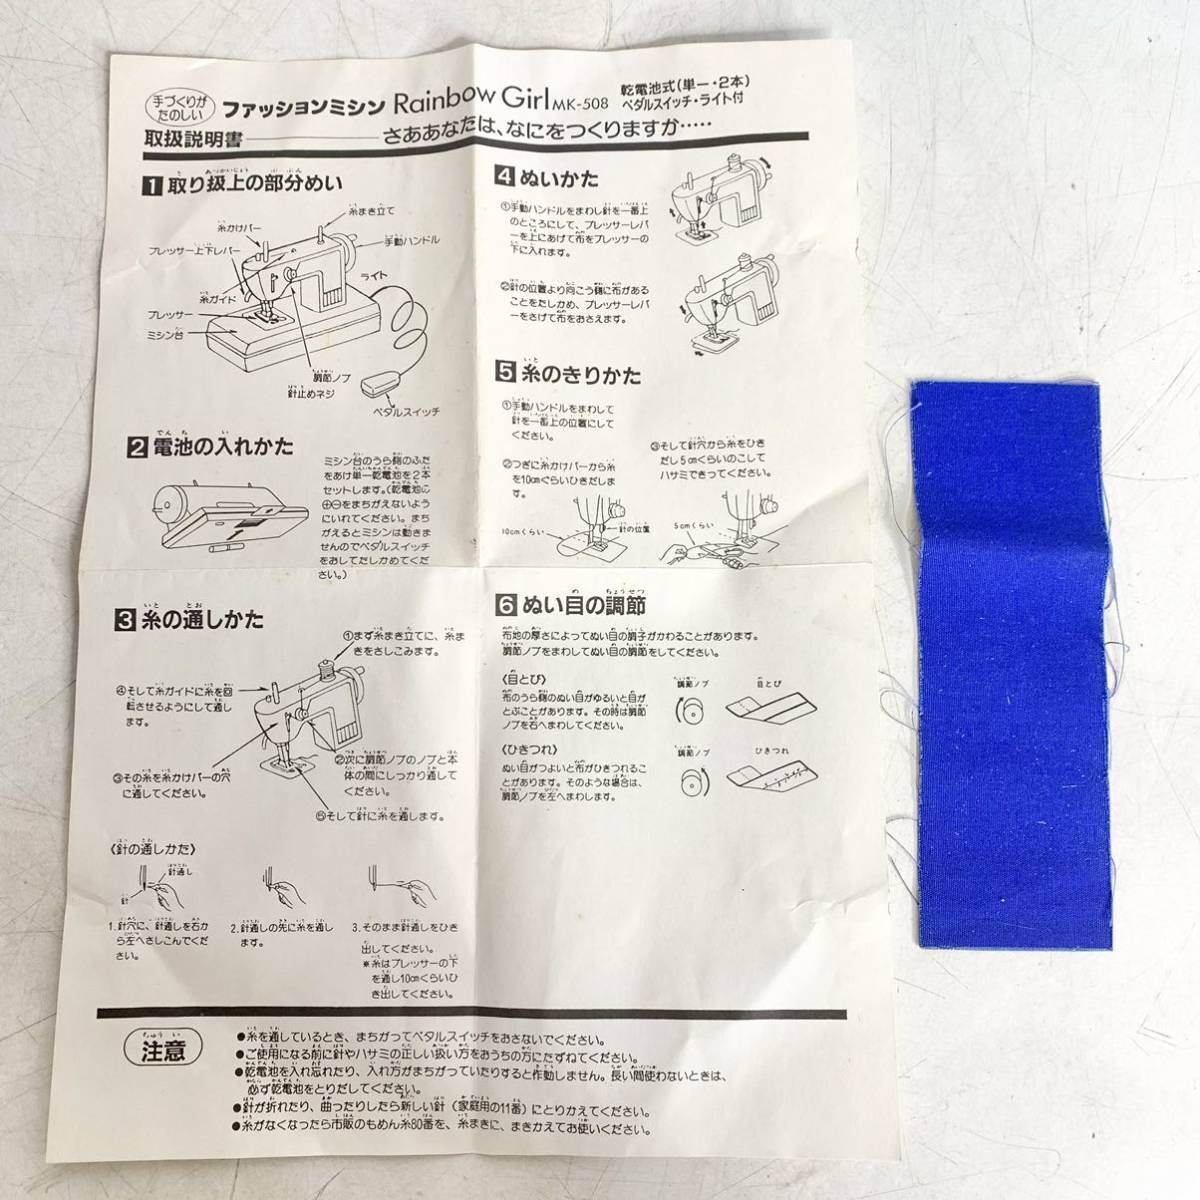 手づくりが
たのしい
ファッションミシン Rainbow Girl MK-508
乾電池式(単一・2本)
ペダルスイッチ・ライト付
取扱説明書
さああなたは、なにをつくりますか・・・・・
1 取り扱上の部分めい
糸まき立て
糸かけバー
手動ハンドル
プレッサー上下レバー
ライト
糸ガイド
プレッサー
ミシン台
調節ノブ
針止めネジ
ペダルスイッチ
2 電池の入れかた
ミシン台のうら側のふた
をあけ単一乾電池を2本
セットします。(乾電池の
⊕⊖をまちがえないよう
にいれてください。まち
がえるとミシンは動きま
せんのでペダルスイッチ
をおしてたしかめてくだ
さい。)
3 糸の通しかた
①まず糸まき立てに、糸ま
きをさしこみます。
④そして糸ガイドに糸を回
転させるようにして通し
ます。
②次に調節ノブのノブと本
体の間にしっかり通して
ください。
③その糸を糸かけバーの穴
に通してください。
⑤そして針に糸を通します。
〈針の通しかた〉
針通し
針
1.針穴に、針通しを右か
ら左へさしこんでくだ
さい。
2.針通しの先に糸を通し
ます。
3.そのまま針通しをひき
出してください。
※糸はプレッサーの下
を通し10cmくらいひ
き出してください。
4 ぬいかた
①手動ハンドルをまわし針を一番上
のところにして、プレッサーレバ
ーを上にあげて布をプレッサーの
下に入れます。
②針の位置より向こう側に布がある
ことをたしかめ、プレッサーレバ
ーをさげて布をおさえます。
5 糸のきりかた
①手動ハンドルをまわして
針を一番上の位置にして
ください。
②つぎに糸かけバーから糸
を10cmぐらいひきだしま
す。
③そして針穴から糸をひき
だし5cmくらいのこして
ハサミできってください。
10cmくらい
針の位置
5cmくらい
6 ぬい目の調節
布地の厚さによってぬい目の調子がかわることがあります。
調節ノブをまわしてぬい目の調節をしてください。
〈目とび〉
布のうら側のぬい目がゆるいと目が
とぶことがあります。その時は調節
ノブを右へまわしてください。
調節ノブ
目とび
〈ひきつれ〉
ぬい目がつよいと布がひきつれるこ
とがあります。そのような場合は、
調節ノブを左へまわします。
調節ノブ
ひきつれ
注意
●糸を通しているとき、まちがってペダルスイッチをおさないでください。
●ご使用になる前に針やハサミの正しい扱い方をおうちの方にたずねてください。
●乾電池を入れ忘れたり、入れ方がまちがっていたりすると作動しません。長い間使わないときは、
必ず乾電池をとりだしてください。
●針が折れたり、曲ったりしたら新しい針(家庭用の11番)にとりかえてください。
●糸がなくなったら市販のもめん糸80番を、糸まきに、まきかえてお使いください。